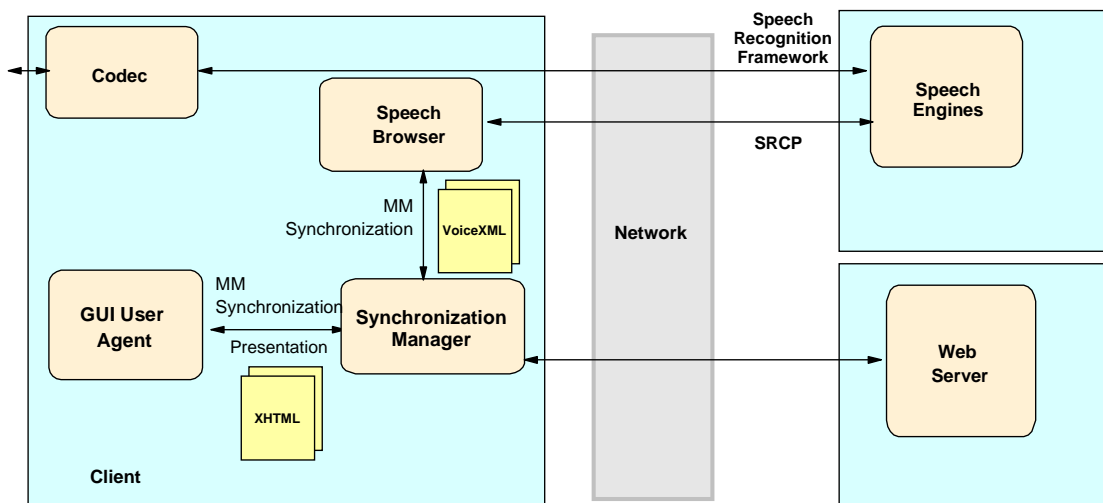 Speech
Recognition
Framework
Codec
Speech
Engines
Speech
Browser
SRCP
MM
Synchronization
VoiceXML
Network
MM
Synchronization
GUI User
Agent
Synchronization
Manager
Presentation
Web
Server
XHTML
Client